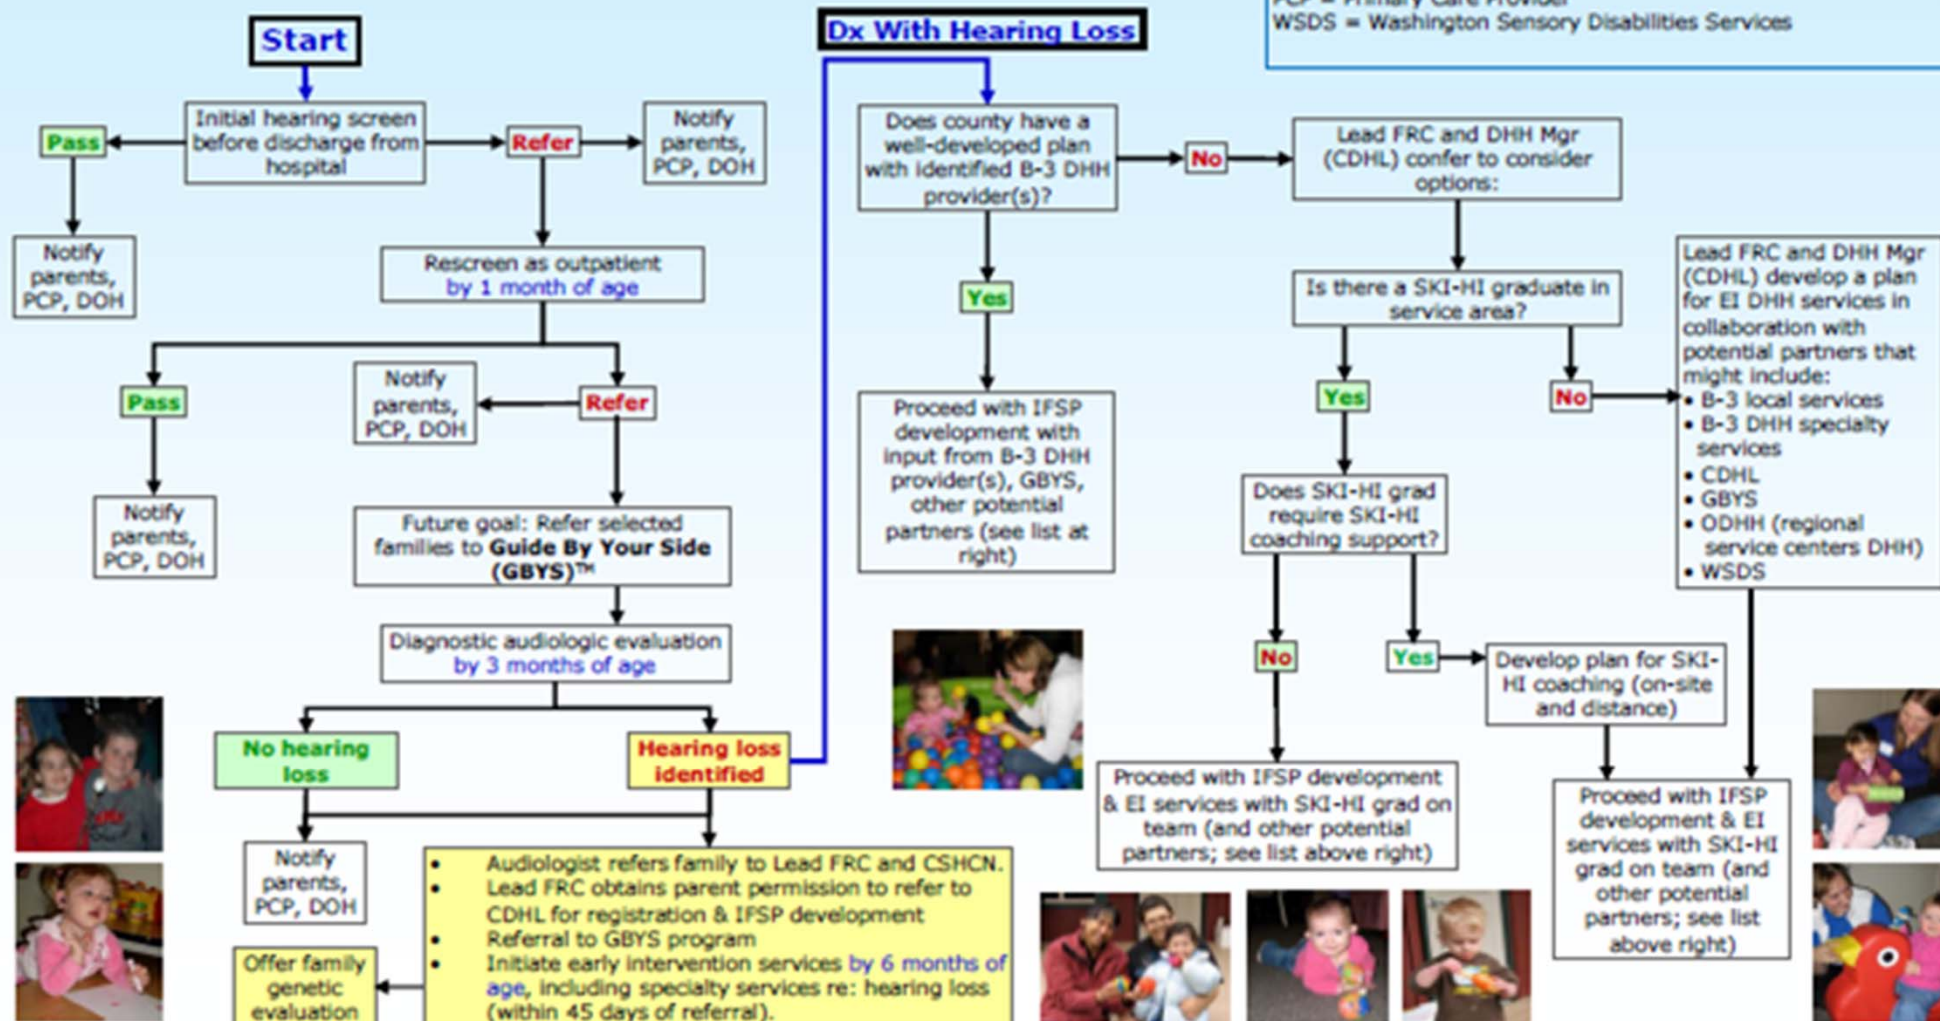 PCP = Primary Care Provider
WSDS = Washington Sensory Disabilities Services
Start
Initial hearing screen
before discharge from
hospital
Pass
Refer
Notify
parents,
PCP, DOH
Notify
parents,
PCP, DOH
Rescreen as outpatient
by 1 month of age
Pass
Notify
parents,
PCP, DOH
Refer
Notify
parents,
PCP, DOH
Future goal: Refer selected
families to Guide By Your Side
(GBYS)™
Diagnostic audiologic evaluation
by 3 months of age
No hearing
loss
Hearing loss
identified
Notify
parents,
PCP, DOH
• Audiologist refers family to Lead FRC and CSHCN.
• Lead FRC obtains parent permission to refer to
CDHL for registration & IFSP development
• Referral to GBYS program
• Initiate early intervention services by 6 months of
age, including specialty services re: hearing loss
(within 45 days of referral).
Offer family
genetic
evaluation
Dx With Hearing Loss
Does county have a
well-developed plan
with identified B-3 DHH
provider(s)?
No
Lead FRC and DHH Mgr
(CDHL) confer to consider
options:
Yes
Proceed with IFSP
development with
input from B-3 DHH
provider(s), GBYS,
other potential
partners (see list at
right)
Is there a SKI-HI graduate in
service area?
Yes
No
Lead FRC and DHH Mgr
(CDHL) develop a plan
for EI DHH services in
collaboration with
potential partners that
might include:
• B-3 local services
• B-3 DHH specialty
services
• CDHL
• GBYS
• ODHH (regional
service centers DHH)
• WSDS
Does SKI-HI grad
require SKI-HI
coaching support?
No
Yes
Develop plan for SKI-
HI coaching (on-site
and distance)
Proceed with IFSP development
& EI services with SKI-HI grad on
team (and other potential
partners; see list above right)
Proceed with IFSP
development & EI
services with SKI-HI
grad on team (and
other potential
partners; see list
above right)